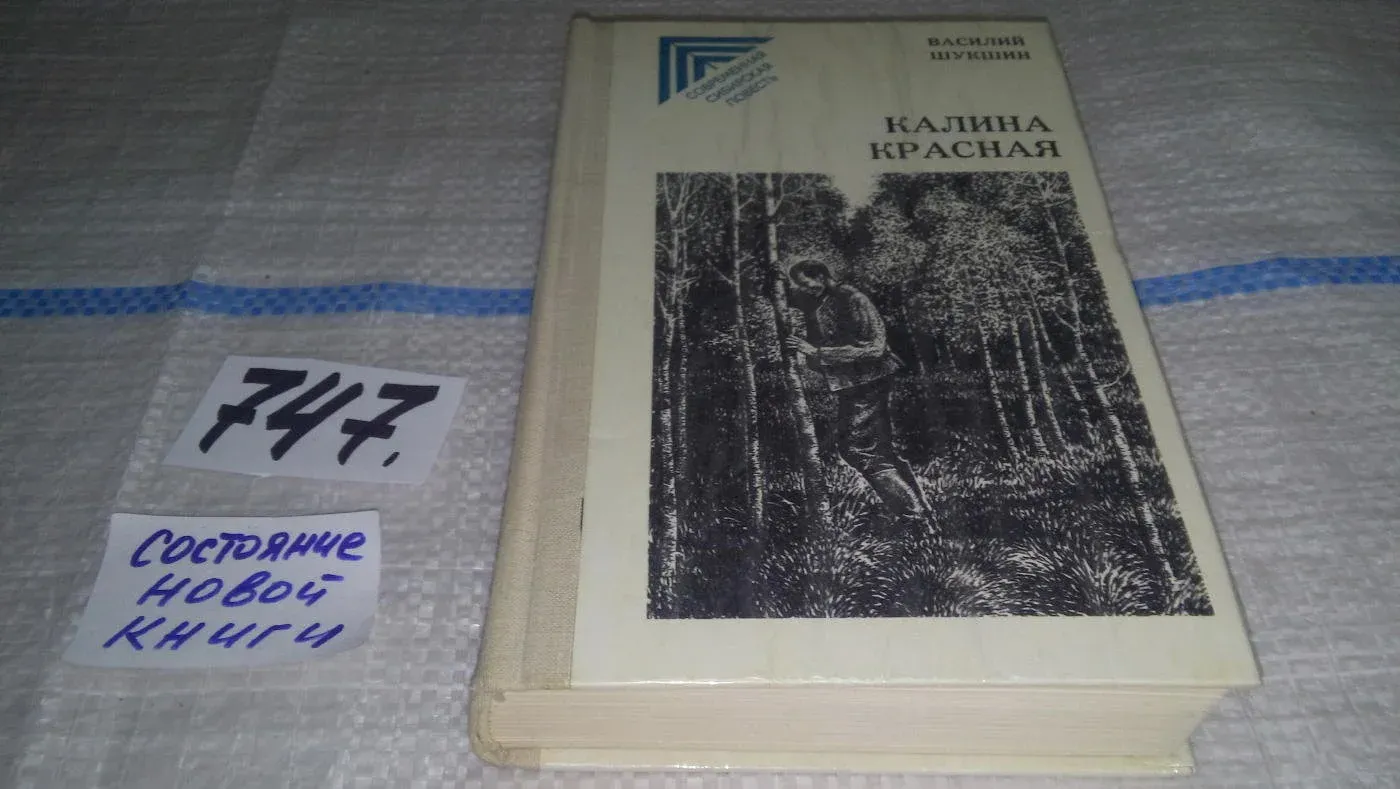 СОВРЕМЕННАЯ
СИБИРСКАЯ
ПОВЕСТЬ
ВАСИЛИЙ
ШУКШИН
КАЛИНА
КРАСНАЯ
747.
Состояние
новой
книги